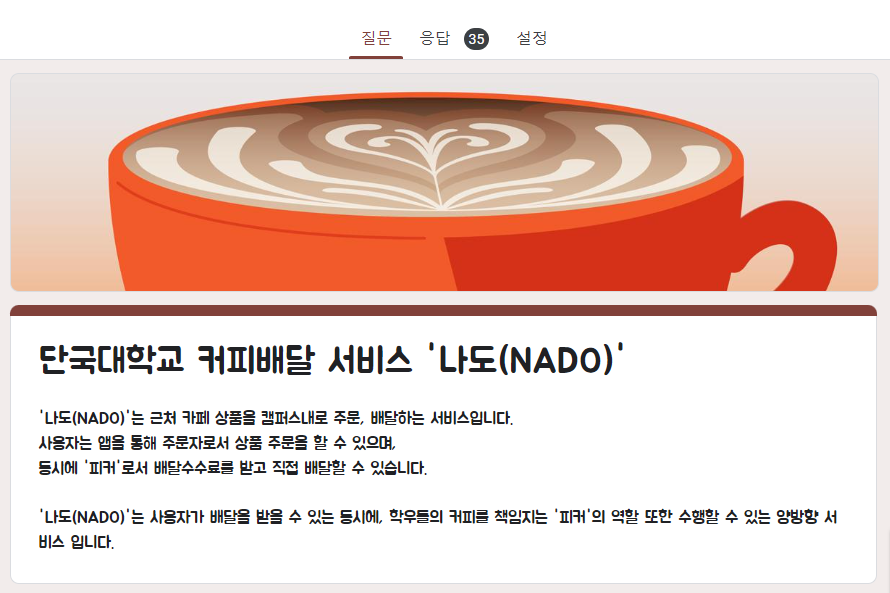 질문 응답 35 설정
단국대학교 커피배달 서비스 '나도(NADO)'
'나도(NADO)'는 근처 카페 상품을 캠퍼스내로 주문, 배달하는 서비스입니다.
사용자는 앱을 통해 주문자로서 상품 주문을 할 수 있으며,
동시에 '피커'로서 배달수수료를 받고 직접 배달할 수 있습니다.
'나도(NADO)'는 사용자가 배달을 받을 수 있는 동시에, 학우들의 커피를 책임지는 '피커'의 역할 또한 수행할 수 있는 양방향 서
비스 입니다.